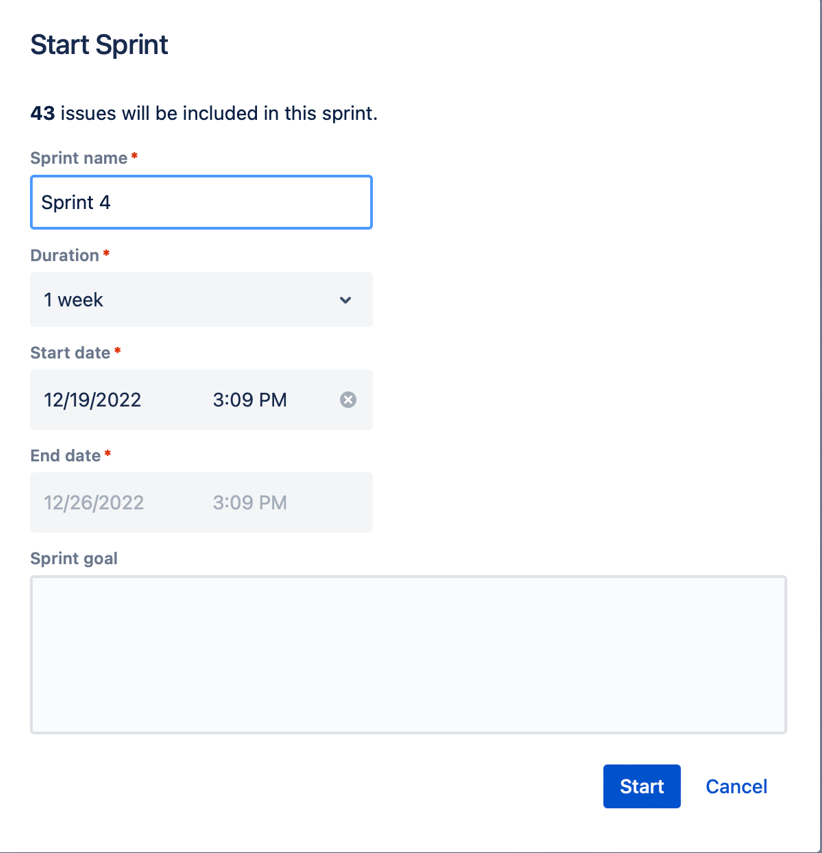 Start Sprint
43 issues will be included in this sprint.
Sprint name *
Sprint 4
Duration *
1 week
Start date *
12/19/2022 3:09 PM
End date *
12/26/2022 3:09 PM
Sprint goal
Start Cancel